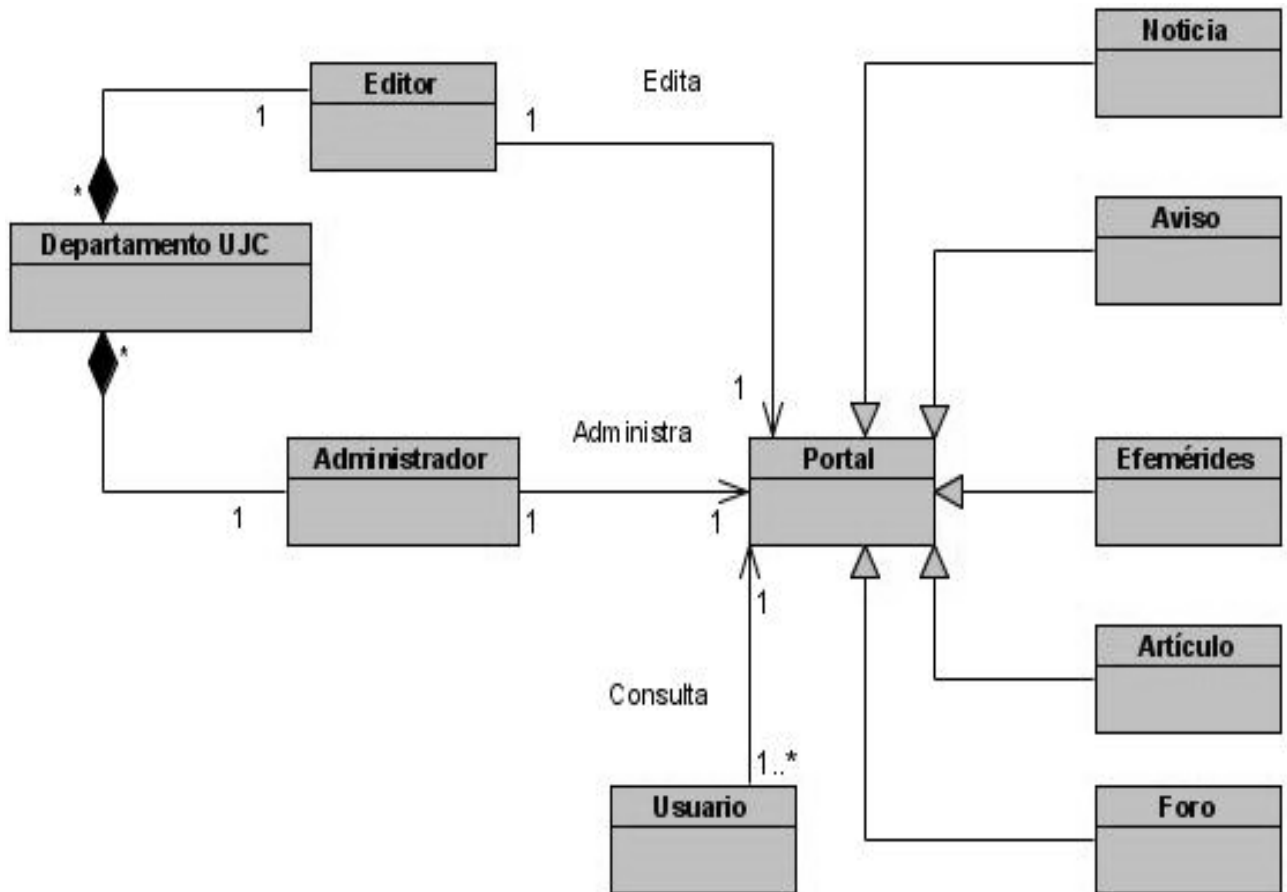 Noticia
Editor
Edita
1
1
*
Aviso
Departamento UJC
*
1
Administra
Administrador
Portal
Efemérides
1
1
1
1
Artículo
Consulta
1..*
Usuario
Foro